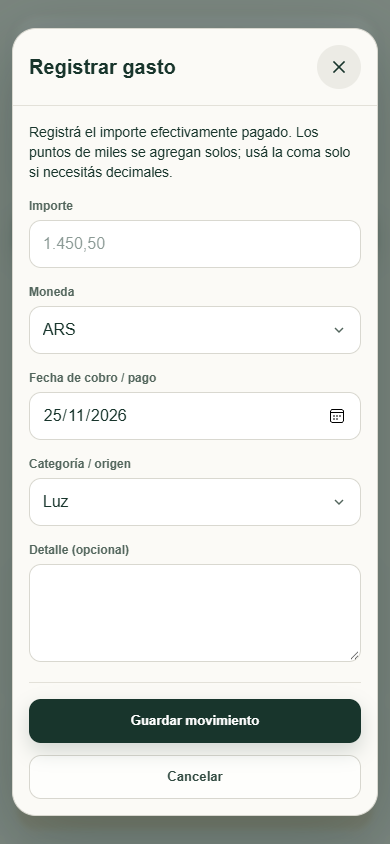 Registrar gasto
Registrá el importe efectivamente pagado. Los
puntos de miles se agregan solos; usá la coma solo
si necesitás decimales.
Importe
1.450,50
Moneda
ARS
Fecha de cobro / pago
25/11/2026
Categoría / origen
Luz
Detalle (opcional)
Guardar movimiento
Cancelar